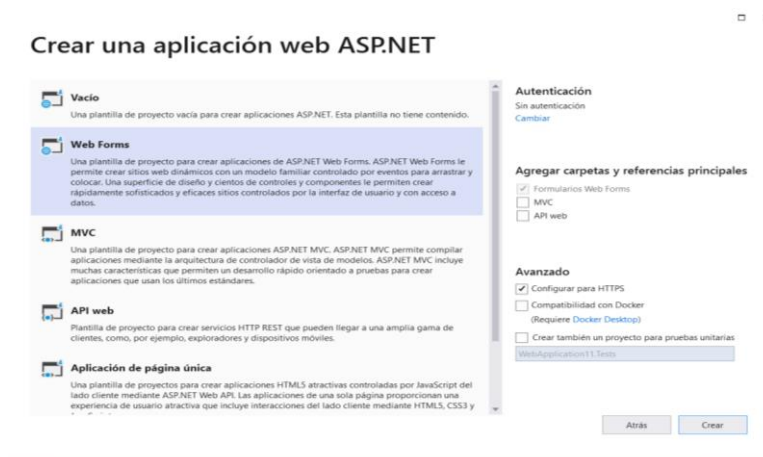 Crear una aplicación web ASP.NET
Vacío
Una plantilla de proyecto vacía para crear aplicaciones ASP.NET. Esta plantilla no tiene contenido.
Web Forms
Una plantilla de proyecto para crear aplicaciones de ASP.NET Web Forms. ASP.NET Web Forms le
permite crear sitios web dinámicos con un modelo familiar controlado por eventos para arrastrar y
colocar. Una superficie de diseño y cientos de controles y componentes le permiten crear
rápidamente sofisticados y eficaces sitios controlados por la interfaz de usuario y con acceso a
datos.
MVC
Una plantilla de proyecto para crear aplicaciones ASP.NET MVC. ASP.NET MVC permite compilar
aplicaciones mediante la arquitectura de controlador de vista de modelos. ASP.NET MVC incluye
muchas características que permiten un desarrollo rápido orientado a pruebas para crear
aplicaciones que usan los últimos estándares.
API web
Plantilla de proyecto para crear servicios HTTP REST que pueden llegar a una amplia gama de
clientes, como, por ejemplo, exploradores y dispositivos móviles.
Aplicación de página única
Una plantilla de proyectos para crear aplicaciones HTML5 atractivas controladas por JavaScript del
lado cliente mediante ASP.NET Web API. Las aplicaciones de una sola página proporcionan una
experiencia de usuario atractiva que incluye interacciones del lado cliente mediante HTML5, CSS3 y
Autenticación
Sin autenticación
Cambiar
Agregar carpetas y referencias principales
Formularios Web Forms
MVC
API web
Avanzado
Configurar para HTTPS
Compatibilidad con Docker
(Requiere Docker Desktop)
Crear también un proyecto para pruebas unitarias
WebApplication11.Tests
Atrás
Crear